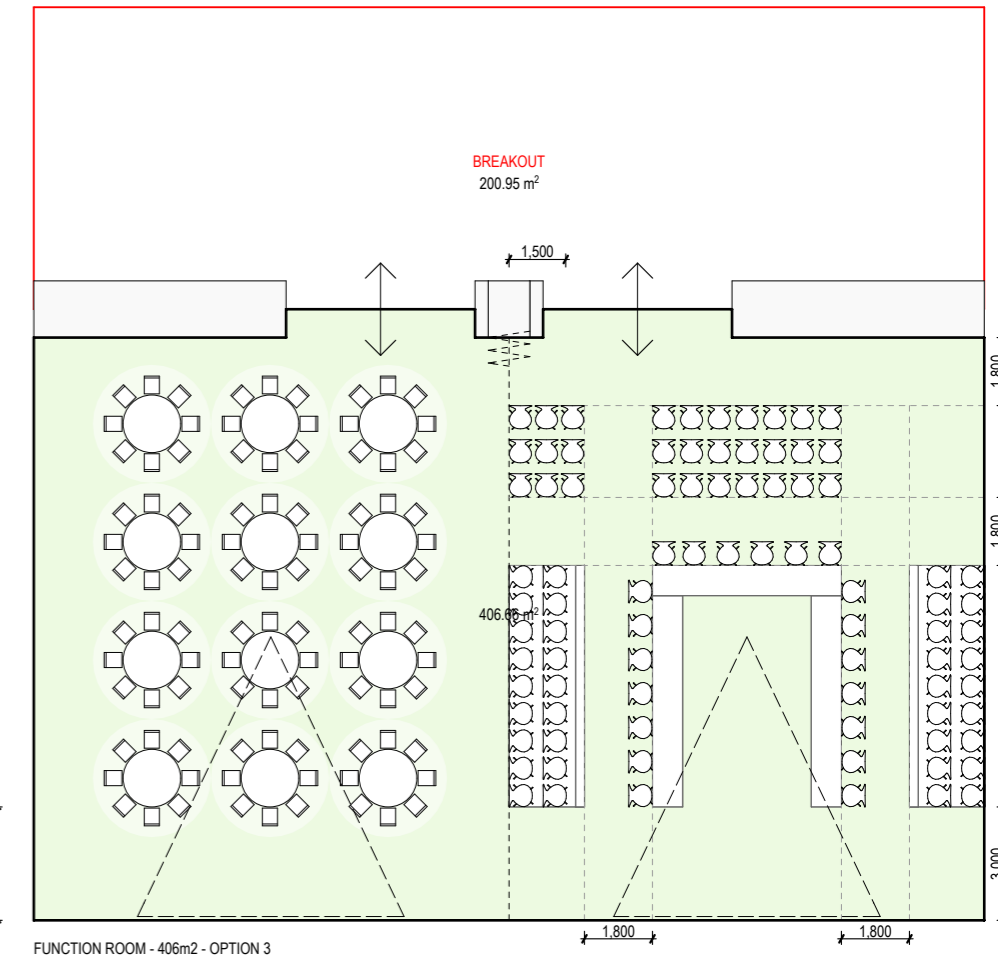 BREAKOUT
200.95 m²
1,500
1,800
1,800
406.66 m²
3,000
1,800
1,800
FUNCTION ROOM - 406m2 - OPTION 3